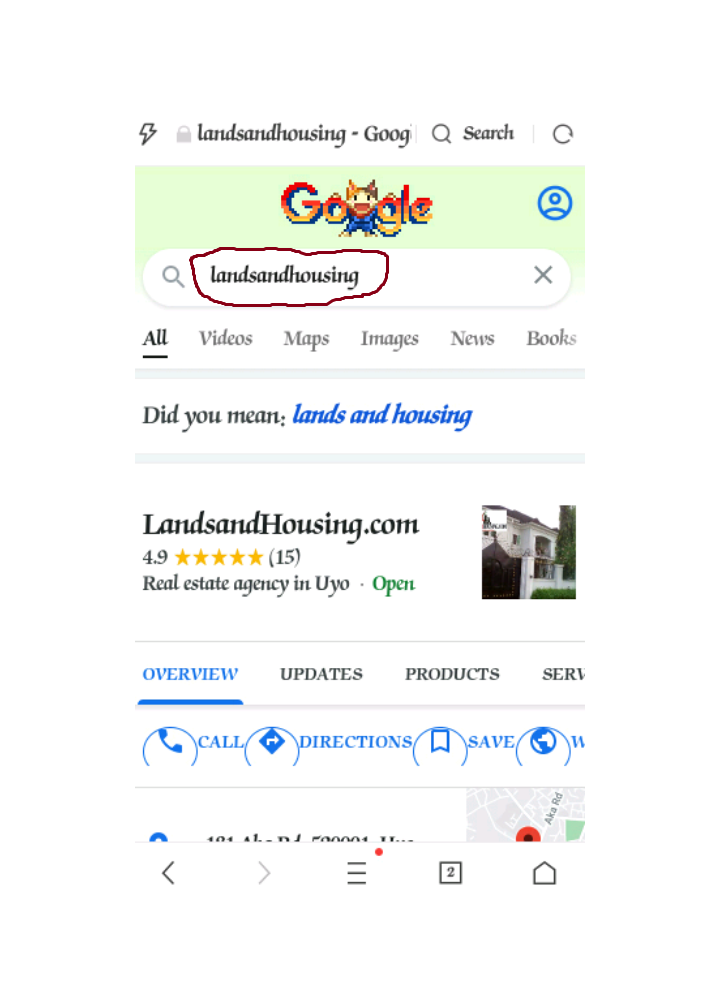 landsandhousing - Goog
Search
Google
landsandhousing
All Videos Maps Images News Books
Did you mean: lands and housing
LandsandHousing.com
4.9 (15)
Real estate agency in Uyo · Open
OVERVIEW UPDATES PRODUCTS SERV
CALL DIRECTIONS SAVE W
Aka Rd
2